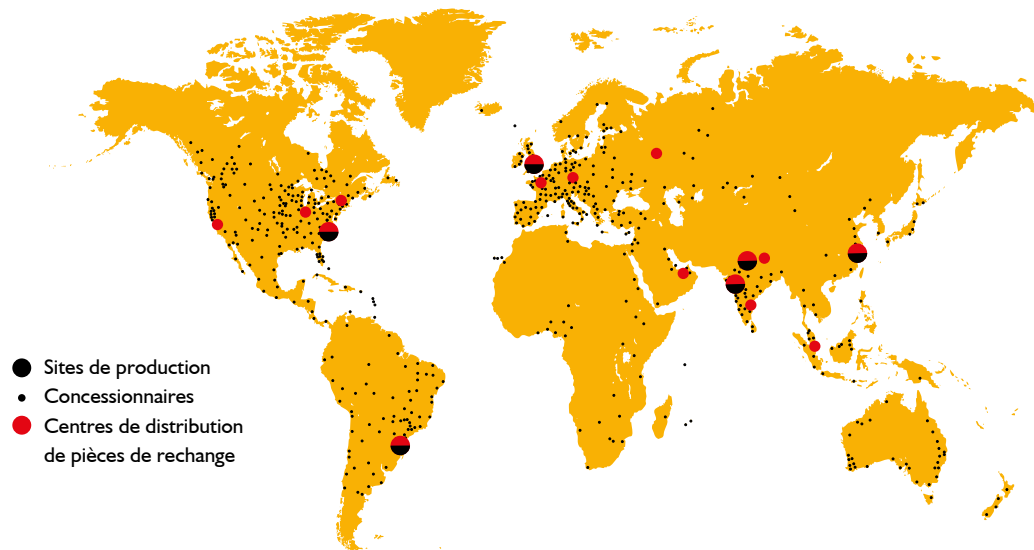 Sites de production
Concessionnaires
Centres de distribution
de pièces de rechange